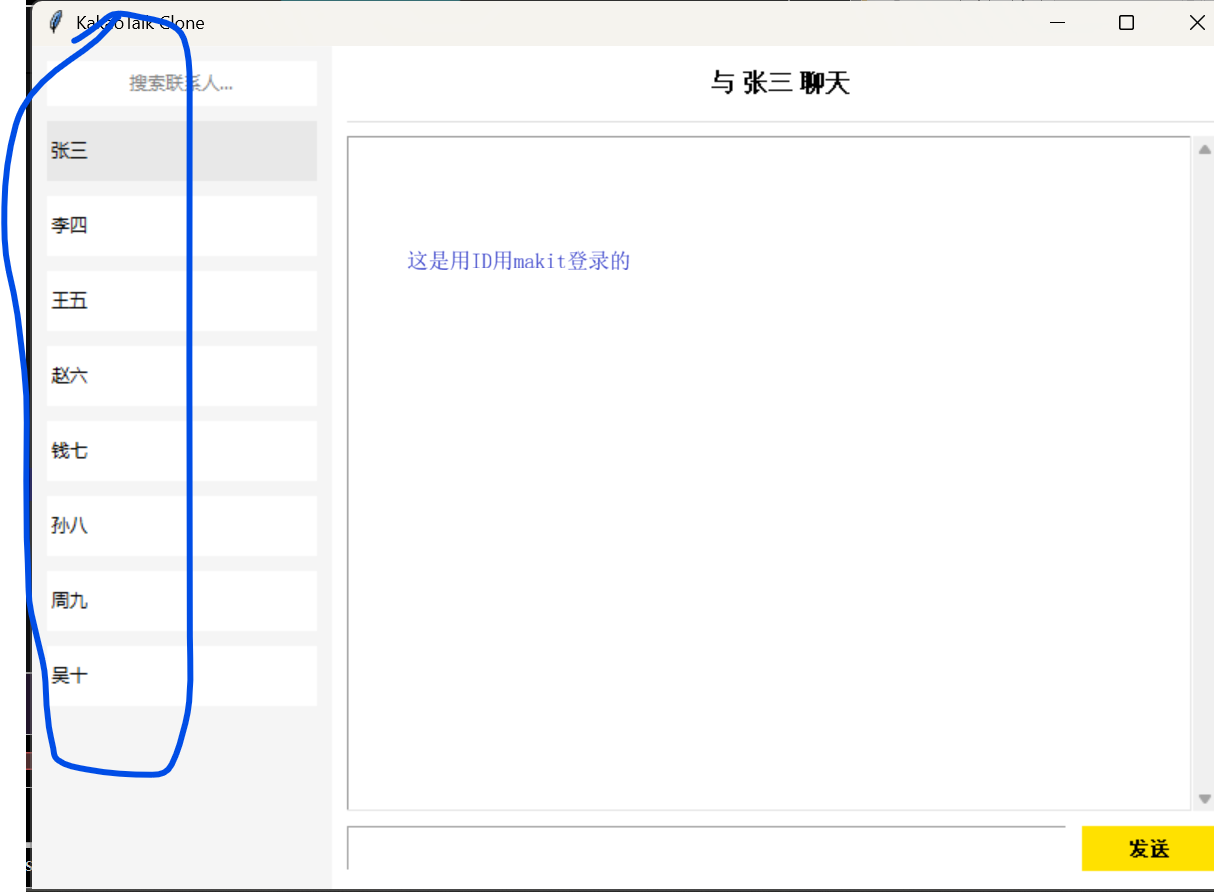 KakaoTalk Clone
搜索联系人...
张三
李四
王五
赵六
钱七
孙八
周九
吴十
与 张三 聊天
这是用ID用makit登录的
发送